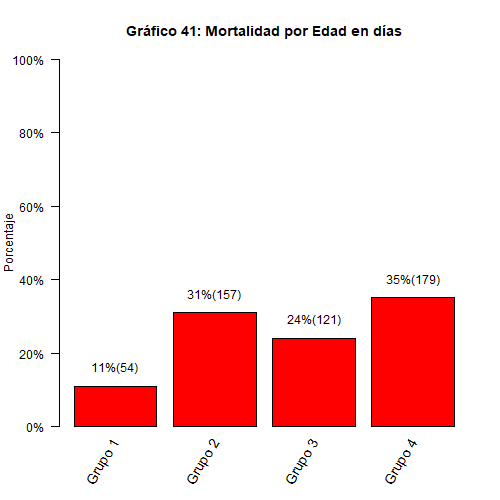 Gráfico 41: Mortalidad por Edad en días
Porcentaje
100%
80%
60%
40%
20%
0%
11%(54)
31%(157)
24%(121)
35%(179)
Grupo 1
Grupo 2
Grupo 3
Grupo 4